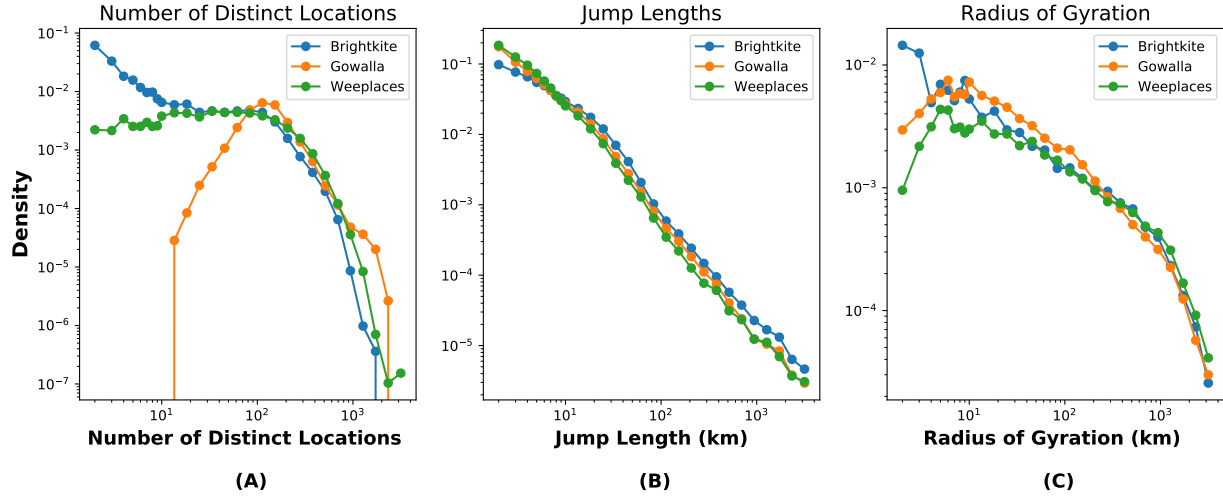 Number of Distinct Locations
10⁻¹
10⁻²
10⁻³
10⁻⁴
10⁻⁵
10⁻⁶
10⁻⁷
Density
Brightkite
Gowalla
Weeplaces
10¹
10²
10³
Number of Distinct Locations
(A)
Jump Lengths
10⁻¹
10⁻²
10⁻³
10⁻⁴
10⁻⁵
Brightkite
Gowalla
Weeplaces
10¹
10²
10³
Jump Length (km)
(B)
Radius of Gyration
10⁻²
10⁻³
10⁻⁴
Brightkite
Gowalla
Weeplaces
10¹
10²
10³
Radius of Gyration (km)
(C)